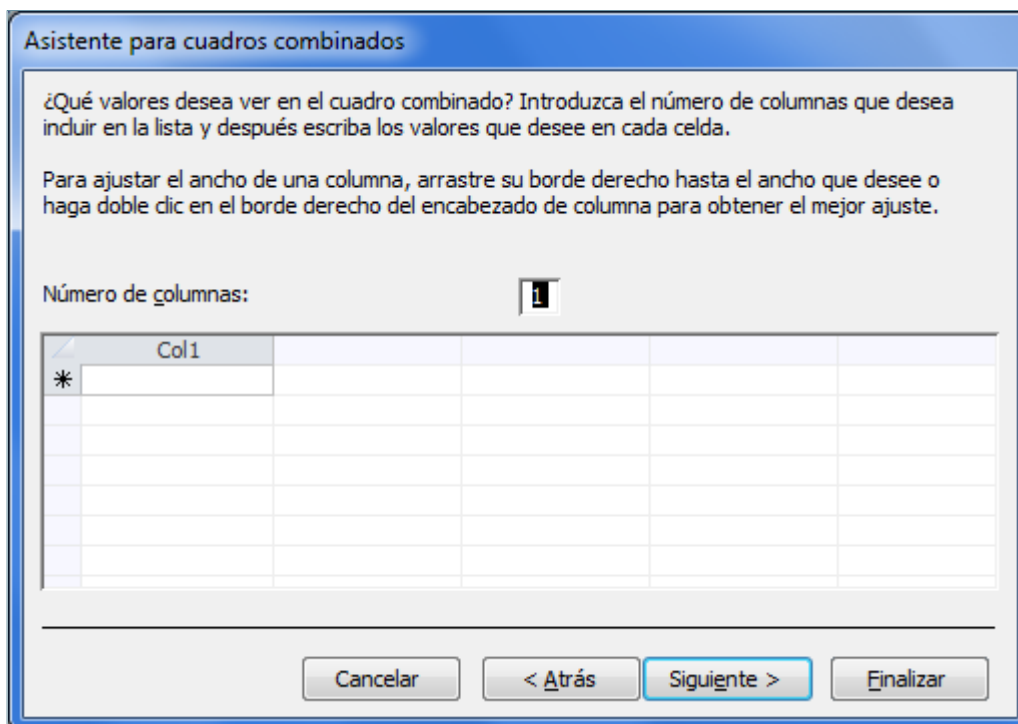 Asistente para cuadros combinados
¿Qué valores desea ver en el cuadro combinado? Introduzca el número de columnas que desea
incluir en la lista y después escriba los valores que desee en cada celda.
Para ajustar el ancho de una columna, arrastre su borde derecho hasta el ancho que desee o
haga doble clic en el borde derecho del encabezado de columna para obtener el mejor ajuste.
Número de columnas: 1
Col1
Cancelar < Atrás Siguiente > Finalizar